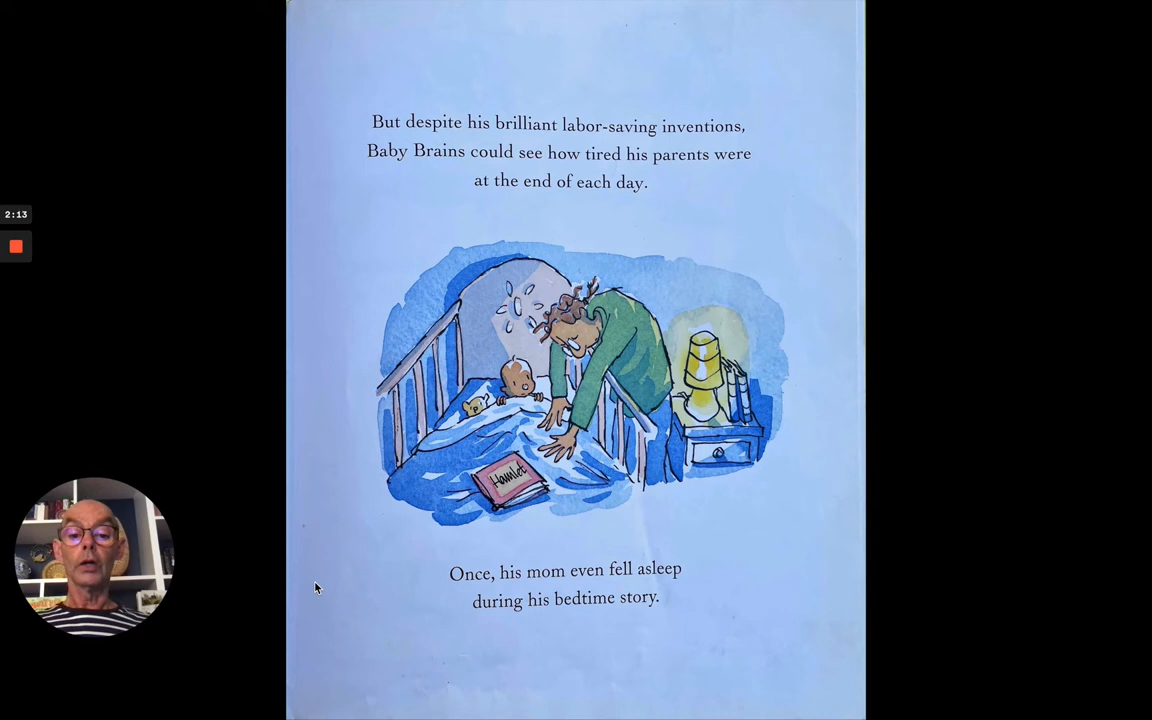 But despite his brilliant labor-saving inventions,
Baby Brains could see how tired his parents were
at the end of each day.
2:13
Hamlet
Once, his mom even fell asleep
during his bedtime story.